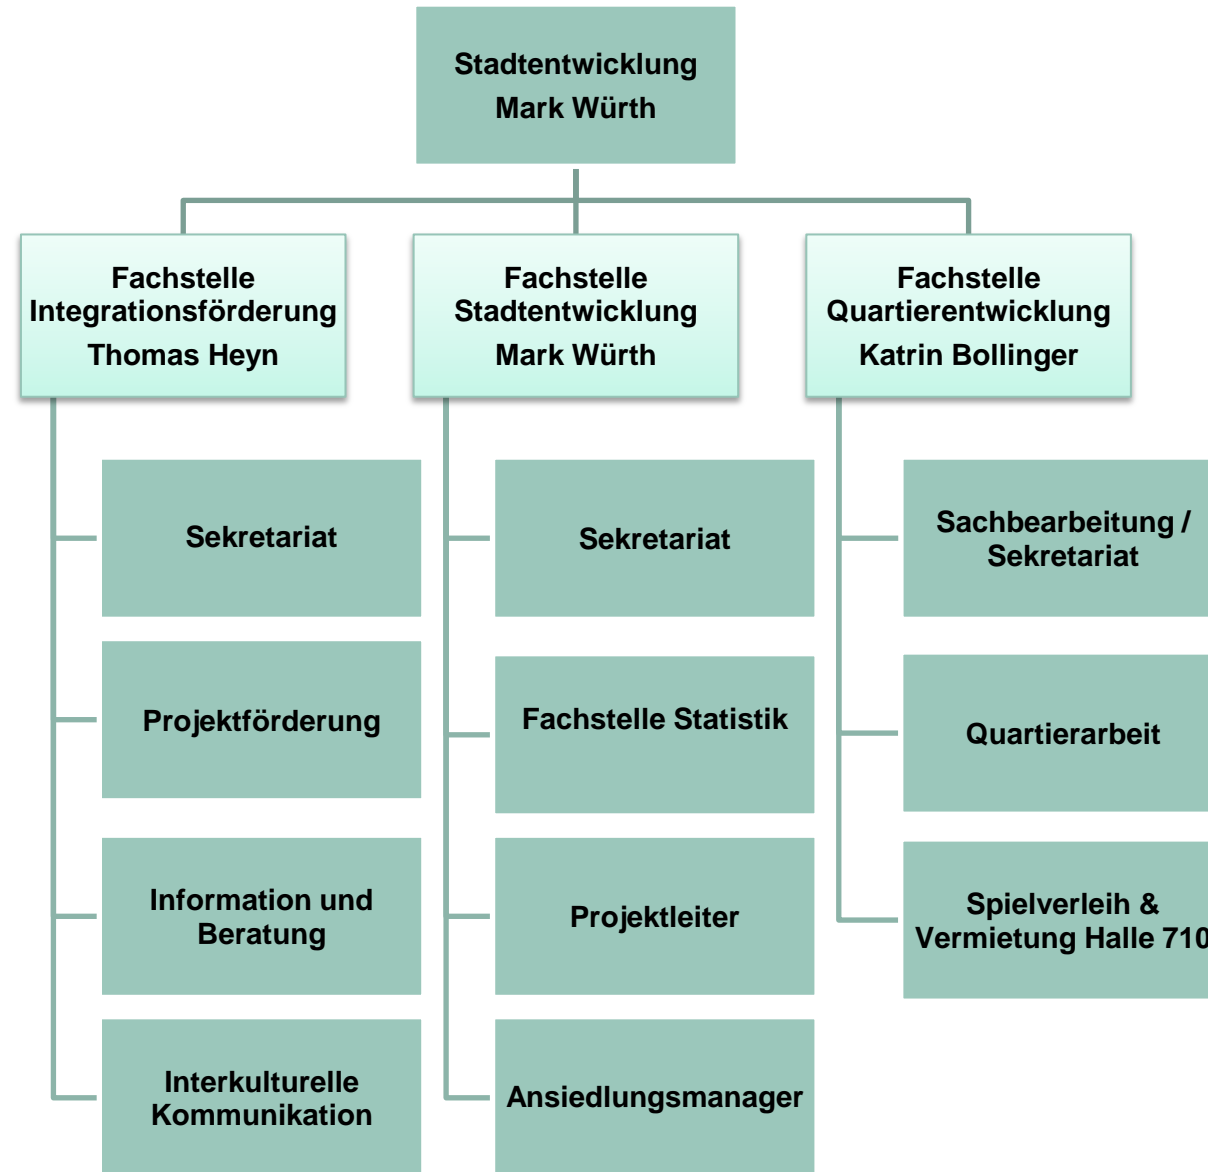 Stadtentwicklung
Mark Würth
Fachstelle
Integrationsförderung
Thomas Heyn
Fachstelle
Stadtentwicklung
Mark Würth
Fachstelle
Quartierentwicklung
Katrin Bollinger
Sekretariat
Projektförderung
Information und
Beratung
Interkulturelle
Kommunikation
Sekretariat
Fachstelle Statistik
Projektleiter
Ansiedlungsmanager
Sachbearbeitung /
Sekretariat
Quartierarbeit
Spielverleih &
Vermietung Halle 710